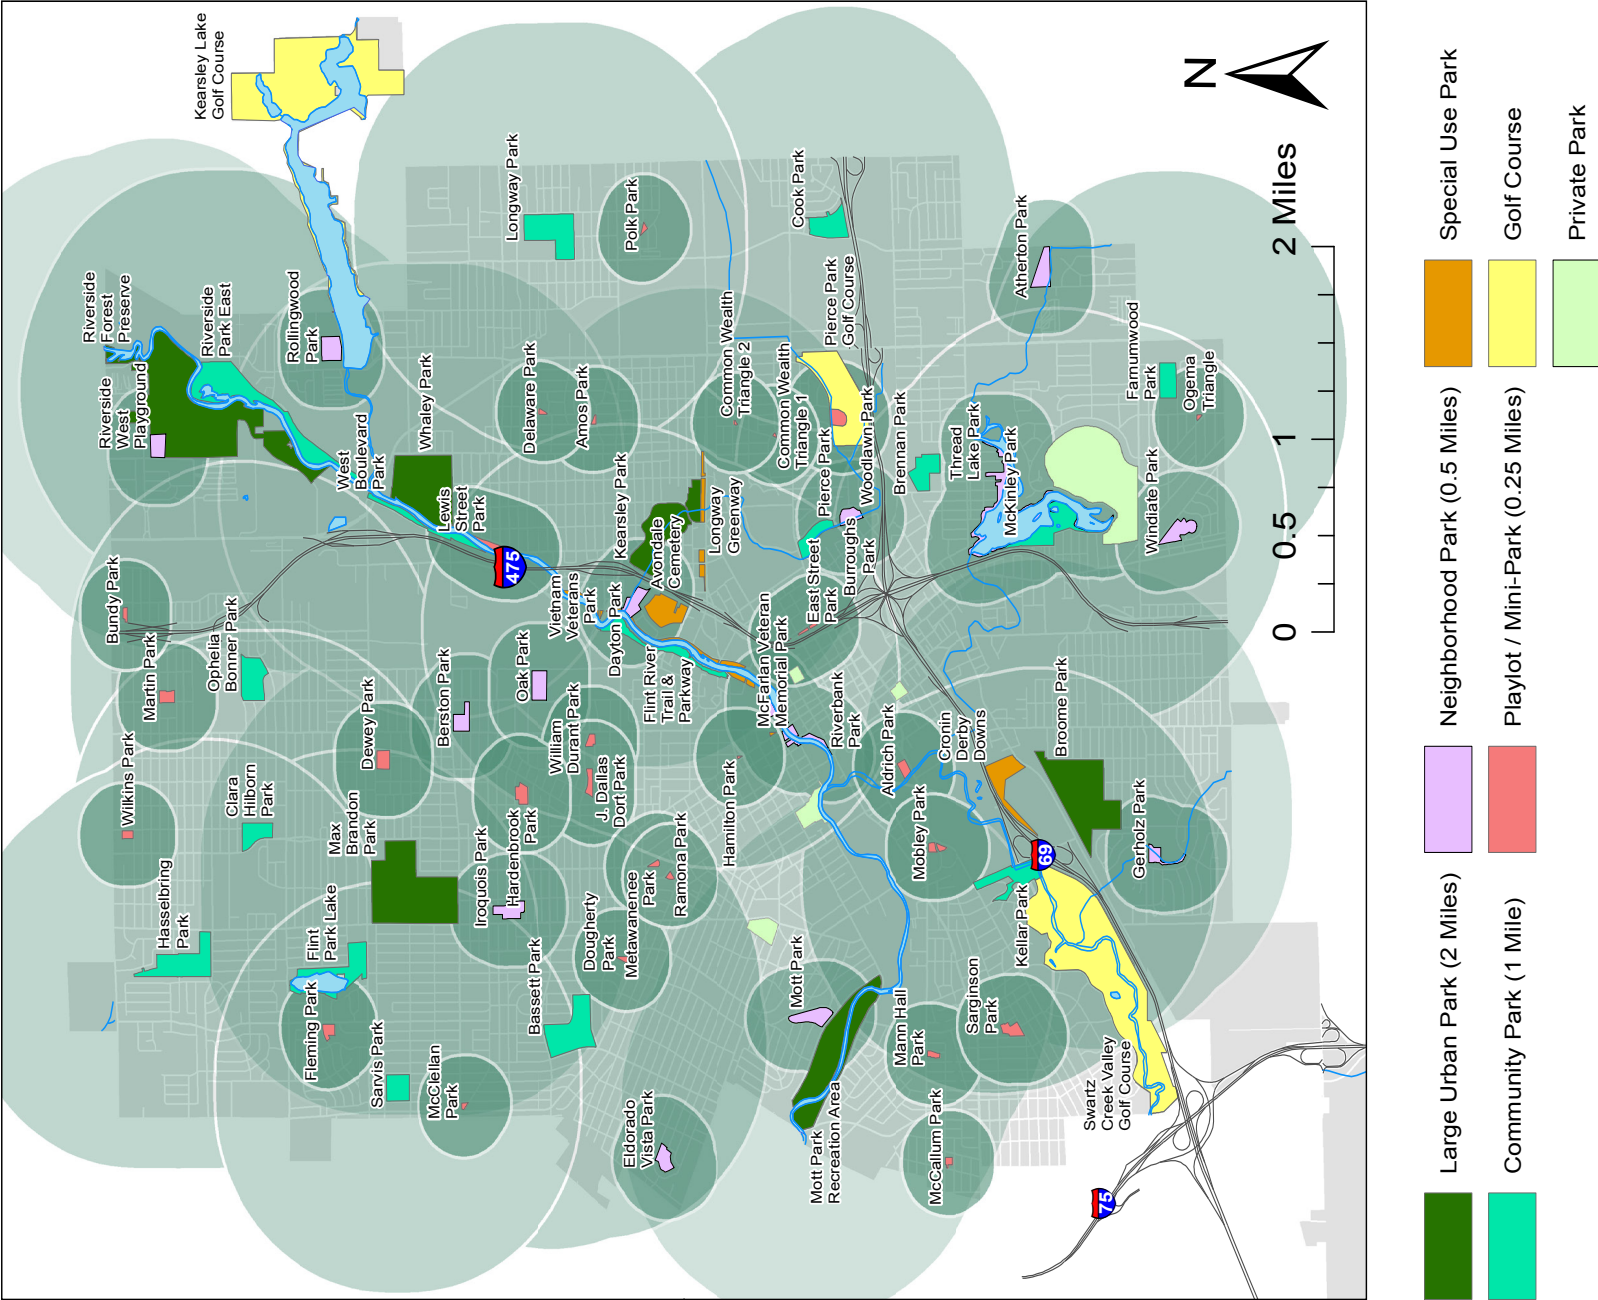 Kearsley Lake
Golf Course
Riverside
Forest
Preserve
Riverside
Park East
Riverside
West
Playground
Rollingwood
Park
West
Boulevard
Park
Whaley Park
Lewis
Street
Park
475
Longway Park
Polk Park
Cook Park
Delaware Park
Amos Park
Common Wealth
Triangle 2
Common Wealth
Triangle 1
Pierce Park
Golf Course
Pierce Park
Woodlawn Park
Brennan Park
Atherton Park
Farnumwood
Park
Ogema
Triangle
Thread
Lake Park
McKinley Park
Windiate Park
Kearsley Park
Avondale
Cemetery
Longway
Greenway
Burroughs
Park
East Street
Park
Bundy Park
Martin Park
Ophelia
Bonner Park
Vietnam
Veterans
Park
Dayton Park
Oak Park
Berston Park
Flint River
Trail &
Parkway
McFarlan Veteran
Memorial Park
Riverbank
Park
Wilkins Park
Dewey Park
William
Durant Park
J. Dallas
Dort Park
Hamilton Park
Aldrich Park
Cronin
Derby
Downs
Broome Park
Clara
Hilborn
Park
Max
Brandon
Park
Hardenbrook
Park
Iroquois Park
Ramona Park
Metawanenee
Park
Dougherty
Park
Mobley Park
69
Gerholz Park
Hasselbring
Park
Flint
Park Lake
Fleming Park
Sarvis Park
McClellan
Park
Bassett Park
Mott Park
Mann Hall
Park
Sarginson
Park
Kellar Park
Eldorado
Vista Park
Mott Park
Recreation Area
McCallum Park
Swartz
Creek Valley
Golf Course
75
N
0 0.5 1 2 Miles
Large Urban Park (2 Miles)
Neighborhood Park (0.5 Miles)
Special Use Park
Community Park (1 Mile)
Playlot / Mini-Park (0.25 Miles)
Golf Course
Private Park